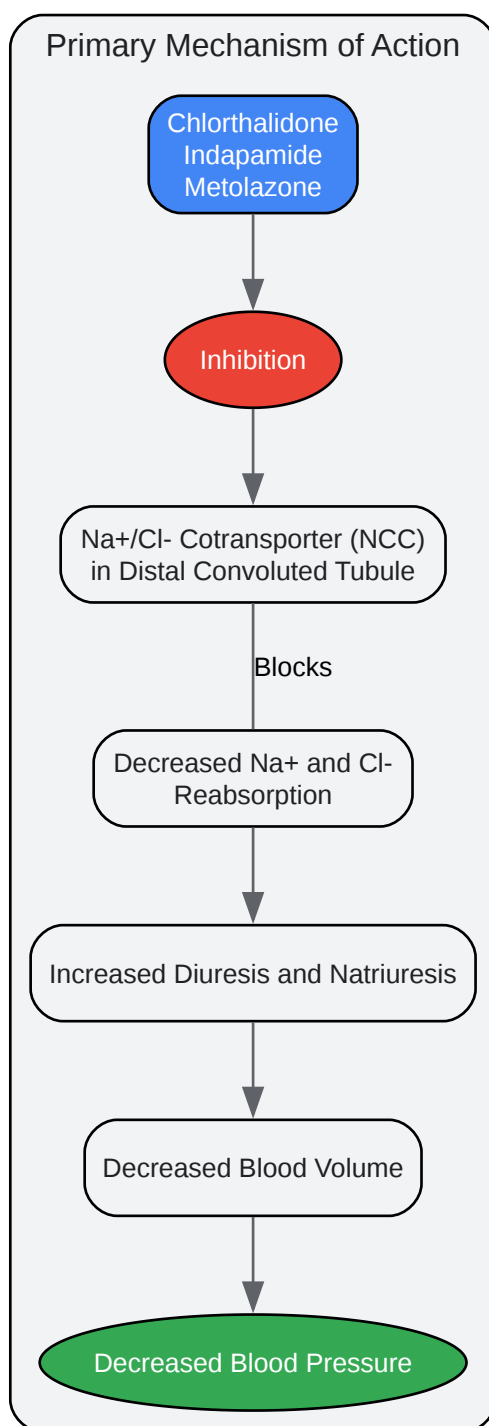 Primary Mechanism of Action
Chlorthalidone
Indapamide
Metolazone
Inhibition
Na+/Cl- Cotransporter (NCC)
in Distal Convoluted Tubule
Blocks
Decreased Na+ and Cl-
Reabsorption
Increased Diuresis and Natriuresis
Decreased Blood Volume
Decreased Blood Pressure